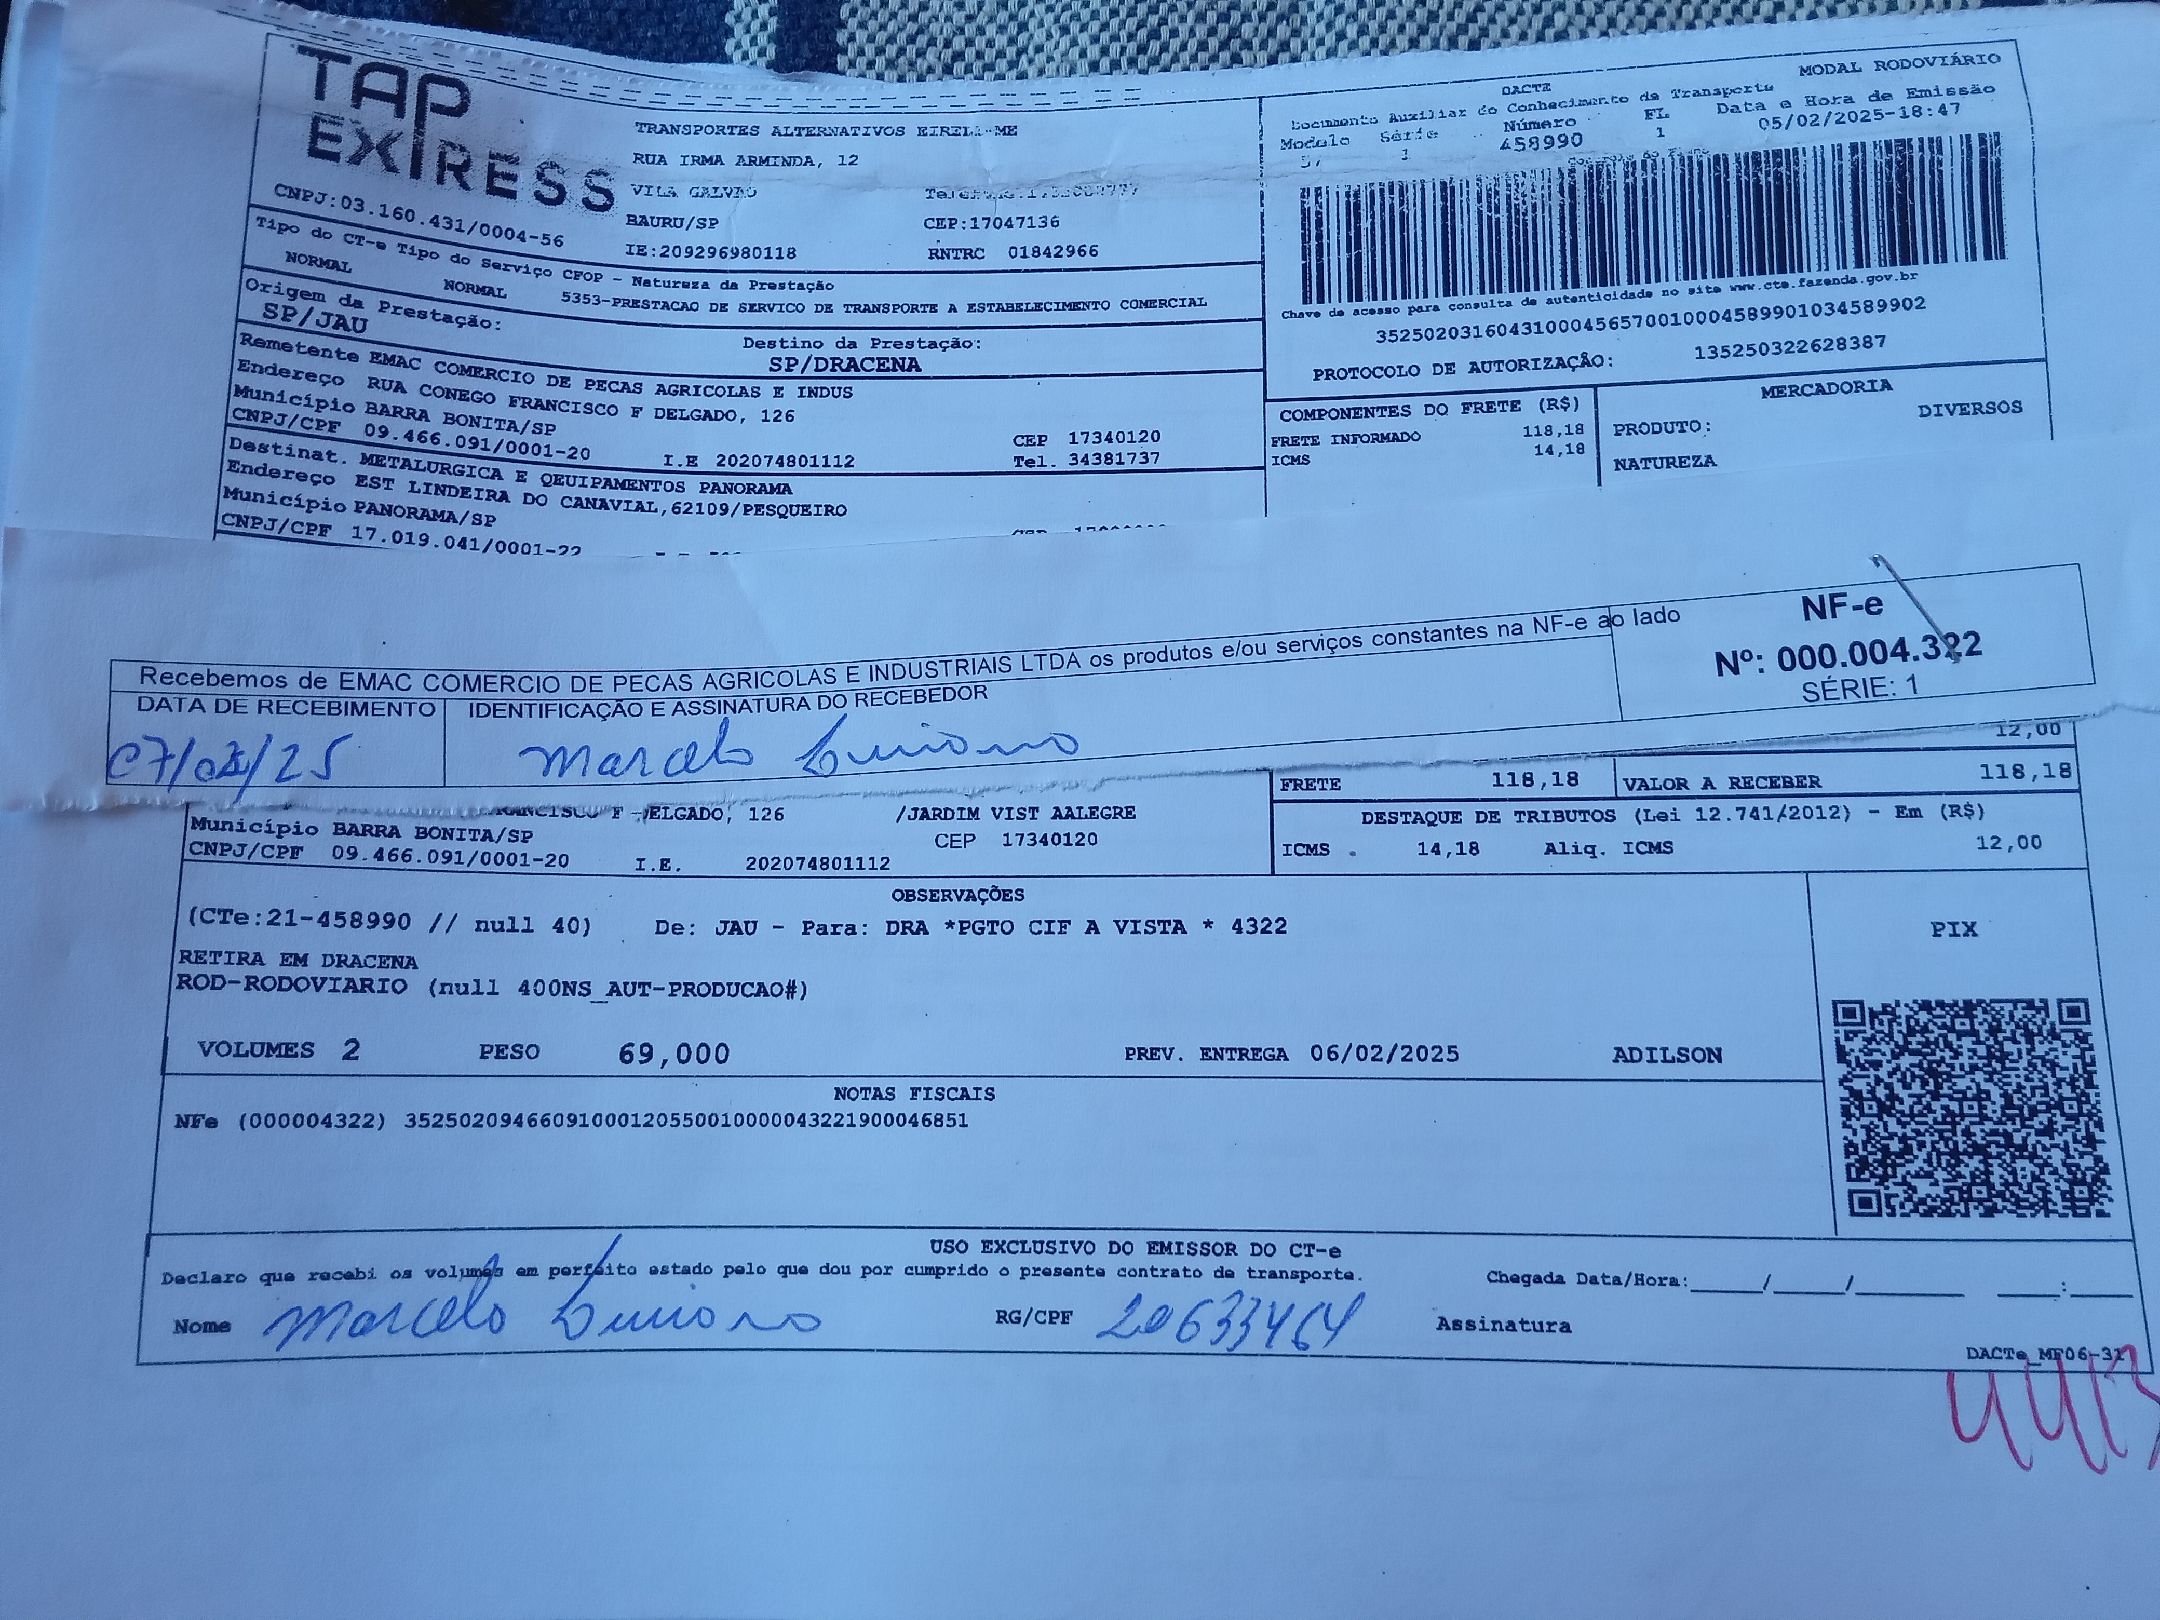 TAP
EXPRESS
TRANSPORTES ALTERNATIVOS EIRELI-ME
RUA IRMA ARMINDA, 12
VILA GALVAO
BAURU/SP CEP:17047136
IE:209296980118 RNTRC 01842966
CNPJ:03.160.431/0004-56
DACTE MODAL RODOVIÁRIO
Documento Auxiliar do Conhecimento de Transporte
Modelo Série Número FL Data e Hora de Emissão
57 1 458990 1 05/02/2025-18:47
Chave de acesso para consulta de autenticidade no site www.cte.fazenda.gov.br
35250203160431000456570010004589901034589902
PROTOCOLO DE AUTORIZAÇÃO: 135250322628387
Tipo do CT-e Tipo do Serviço CFOP - Natureza da Prestação
NORMAL NORMAL 5353-PRESTACAO DE SERVICO DE TRANSPORTE A ESTABELECIMENTO COMERCIAL
Origem da Prestação: Destino da Prestação:
SP/JAU SP/DRACENA
Remetente EMAC COMERCIO DE PECAS AGRICOLAS E INDUS
Endereço RUA CONEGO FRANCISCO F DELGADO, 126
Município BARRA BONITA/SP CEP 17340120
CNPJ/CPF 09.466.091/0001-20 I.E 202074801112 Tel. 34381737
Destinat. METALURGICA E QEUIPAMENTOS PANORAMA
Endereço EST LINDEIRA DO CANAVIAL,62109/PESQUEIRO
Município PANORAMA/SP
CNPJ/CPF 17.019.041/0001-22
COMPONENTES DO FRETE (R$)
FRETE INFORMADO 118,18
ICMS 14,18
MERCADORIA
PRODUTO: DIVERSOS
NATUREZA
Recebemos de EMAC COMERCIO DE PECAS AGRICOLAS E INDUSTRIAIS LTDA os produtos e/ou serviços constantes na NF-e ao lado
DATA DE RECEBIMENTO IDENTIFICAÇÃO E ASSINATURA DO RECEBEDOR
07/02/25 Marcelo
NF-e
Nº: 000.004.322
SÉRIE: 1
12,00
FRETE 118,18 VALOR A RECEBER 118,18
F DELGADO, 126 /JARDIM VIST AALEGRE
Município BARRA BONITA/SP CEP 17340120
CNPJ/CPF 09.466.091/0001-20 I.E. 202074801112
DESTAQUE DE TRIBUTOS (Lei 12.741/2012) - Em (R$)
ICMS . 14,18 Aliq. ICMS 12,00
OBSERVAÇÕES
(CTe:21-458990 // null 40) De: JAU - Para: DRA *PGTO CIF A VISTA * 4322
RETIRA EM DRACENA
ROD-RODOVIARIO (null 400NS_AUT-PRODUCAO#)
PIX
VOLUMES 2 PESO 69,000 PREV. ENTREGA 06/02/2025 ADILSON
NOTAS FISCAIS
NFe (000004322) 35250209466091000120550010000043221900046851
USO EXCLUSIVO DO EMISSOR DO CT-e
Declaro que recebi os volumes em perfeito estado pelo que dou por cumprido o presente contrato de transporte.
Chegada Data/Hora:____/____/______ ___:___
Nome Marcelo RG/CPF 20633464 Assinatura
DACTe_MF06-31